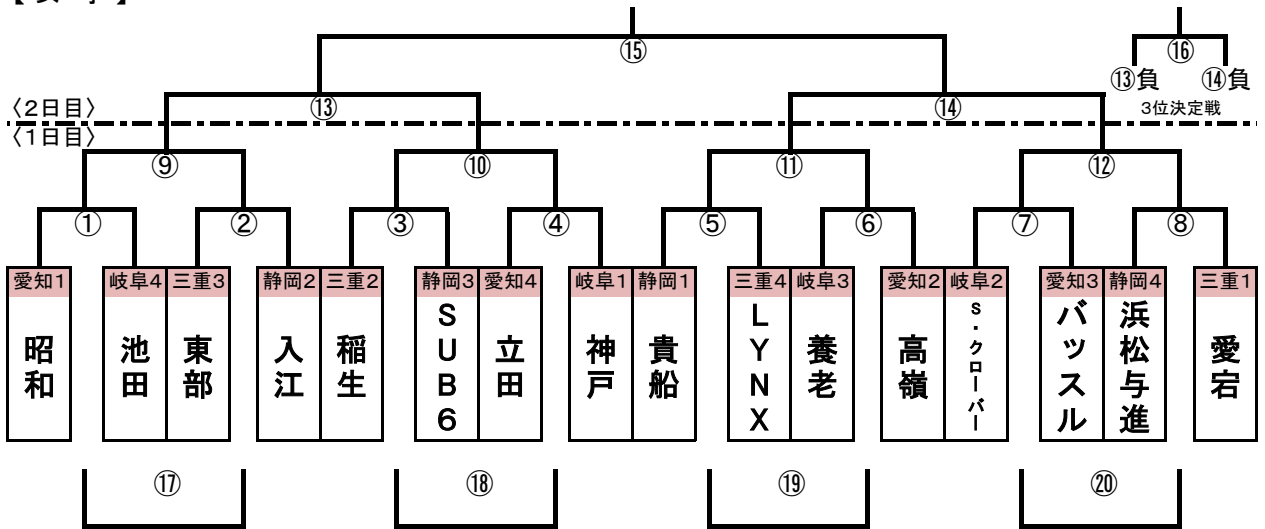 ⑮
⑯
⑬負 ⑭負
〈2日目〉 ⑬ ⑭ 3位決定戦
〈1日目〉
⑨ ⑩ ⑪ ⑫
① ② ③ ④ ⑤ ⑥ ⑦ ⑧
愛知1 岐阜4 三重3 静岡2 三重2 静岡3 愛知4 岐阜1 静岡1 三重4 岐阜3 愛知2 岐阜2 愛知3 静岡4 三重1
昭和
池田
東部
入江
稲生
SUB6
立田
神戸
貴船
LYNX
養老
高嶺
S・クローバー
バッスル
浜松与進
愛宕
⑰ ⑱ ⑲ ⑳